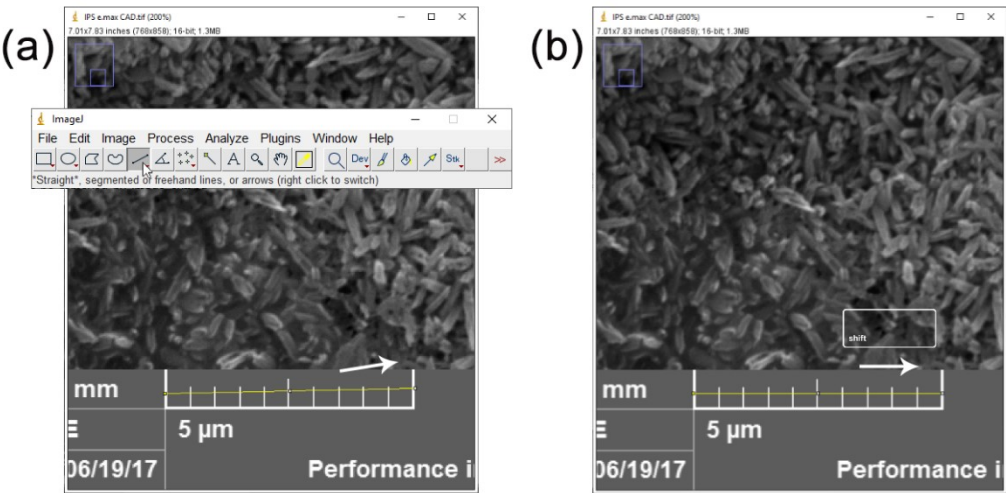 (a)
IPS e.max CAD.tif (200%)
7.01x7.83 inches (768x858); 16-bit; 1.3MB
ImageJ
File Edit Image Process Analyze Plugins Window Help
A Dev Stk >>
*Straight*, segmented of freehand lines, or arrows (right click to switch)
mm
E
5 µm
06/19/17
Performance i
(b)
IPS e.max CAD.tif (200%)
7.01x7.83 inches (768x858); 16-bit; 1.3MB
shift
mm
E
5 µm
06/19/17
Performance i